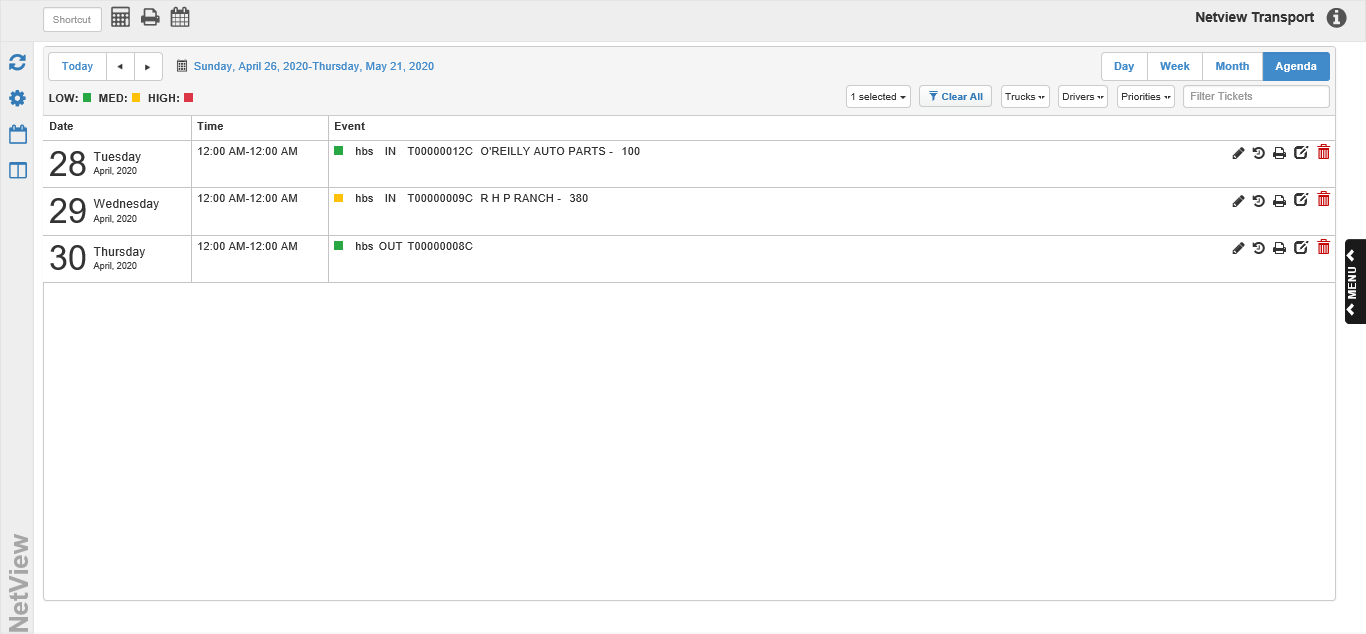 Shortcut
Netview Transport
Today
Sunday, April 26, 2020-Thursday, May 21, 2020
Day Week Month Agenda
LOW: MED: HIGH:
1 selected Clear All Trucks Drivers Priorities Filter Tickets
Date Time Event
28 Tuesday April, 2020 12:00 AM-12:00 AM hbs IN T00000012C O'REILLY AUTO PARTS - 100
29 Wednesday April, 2020 12:00 AM-12:00 AM hbs IN T00000009C R H P RANCH - 380
30 Thursday April, 2020 12:00 AM-12:00 AM hbs OUT T00000008C
MENU
NetView